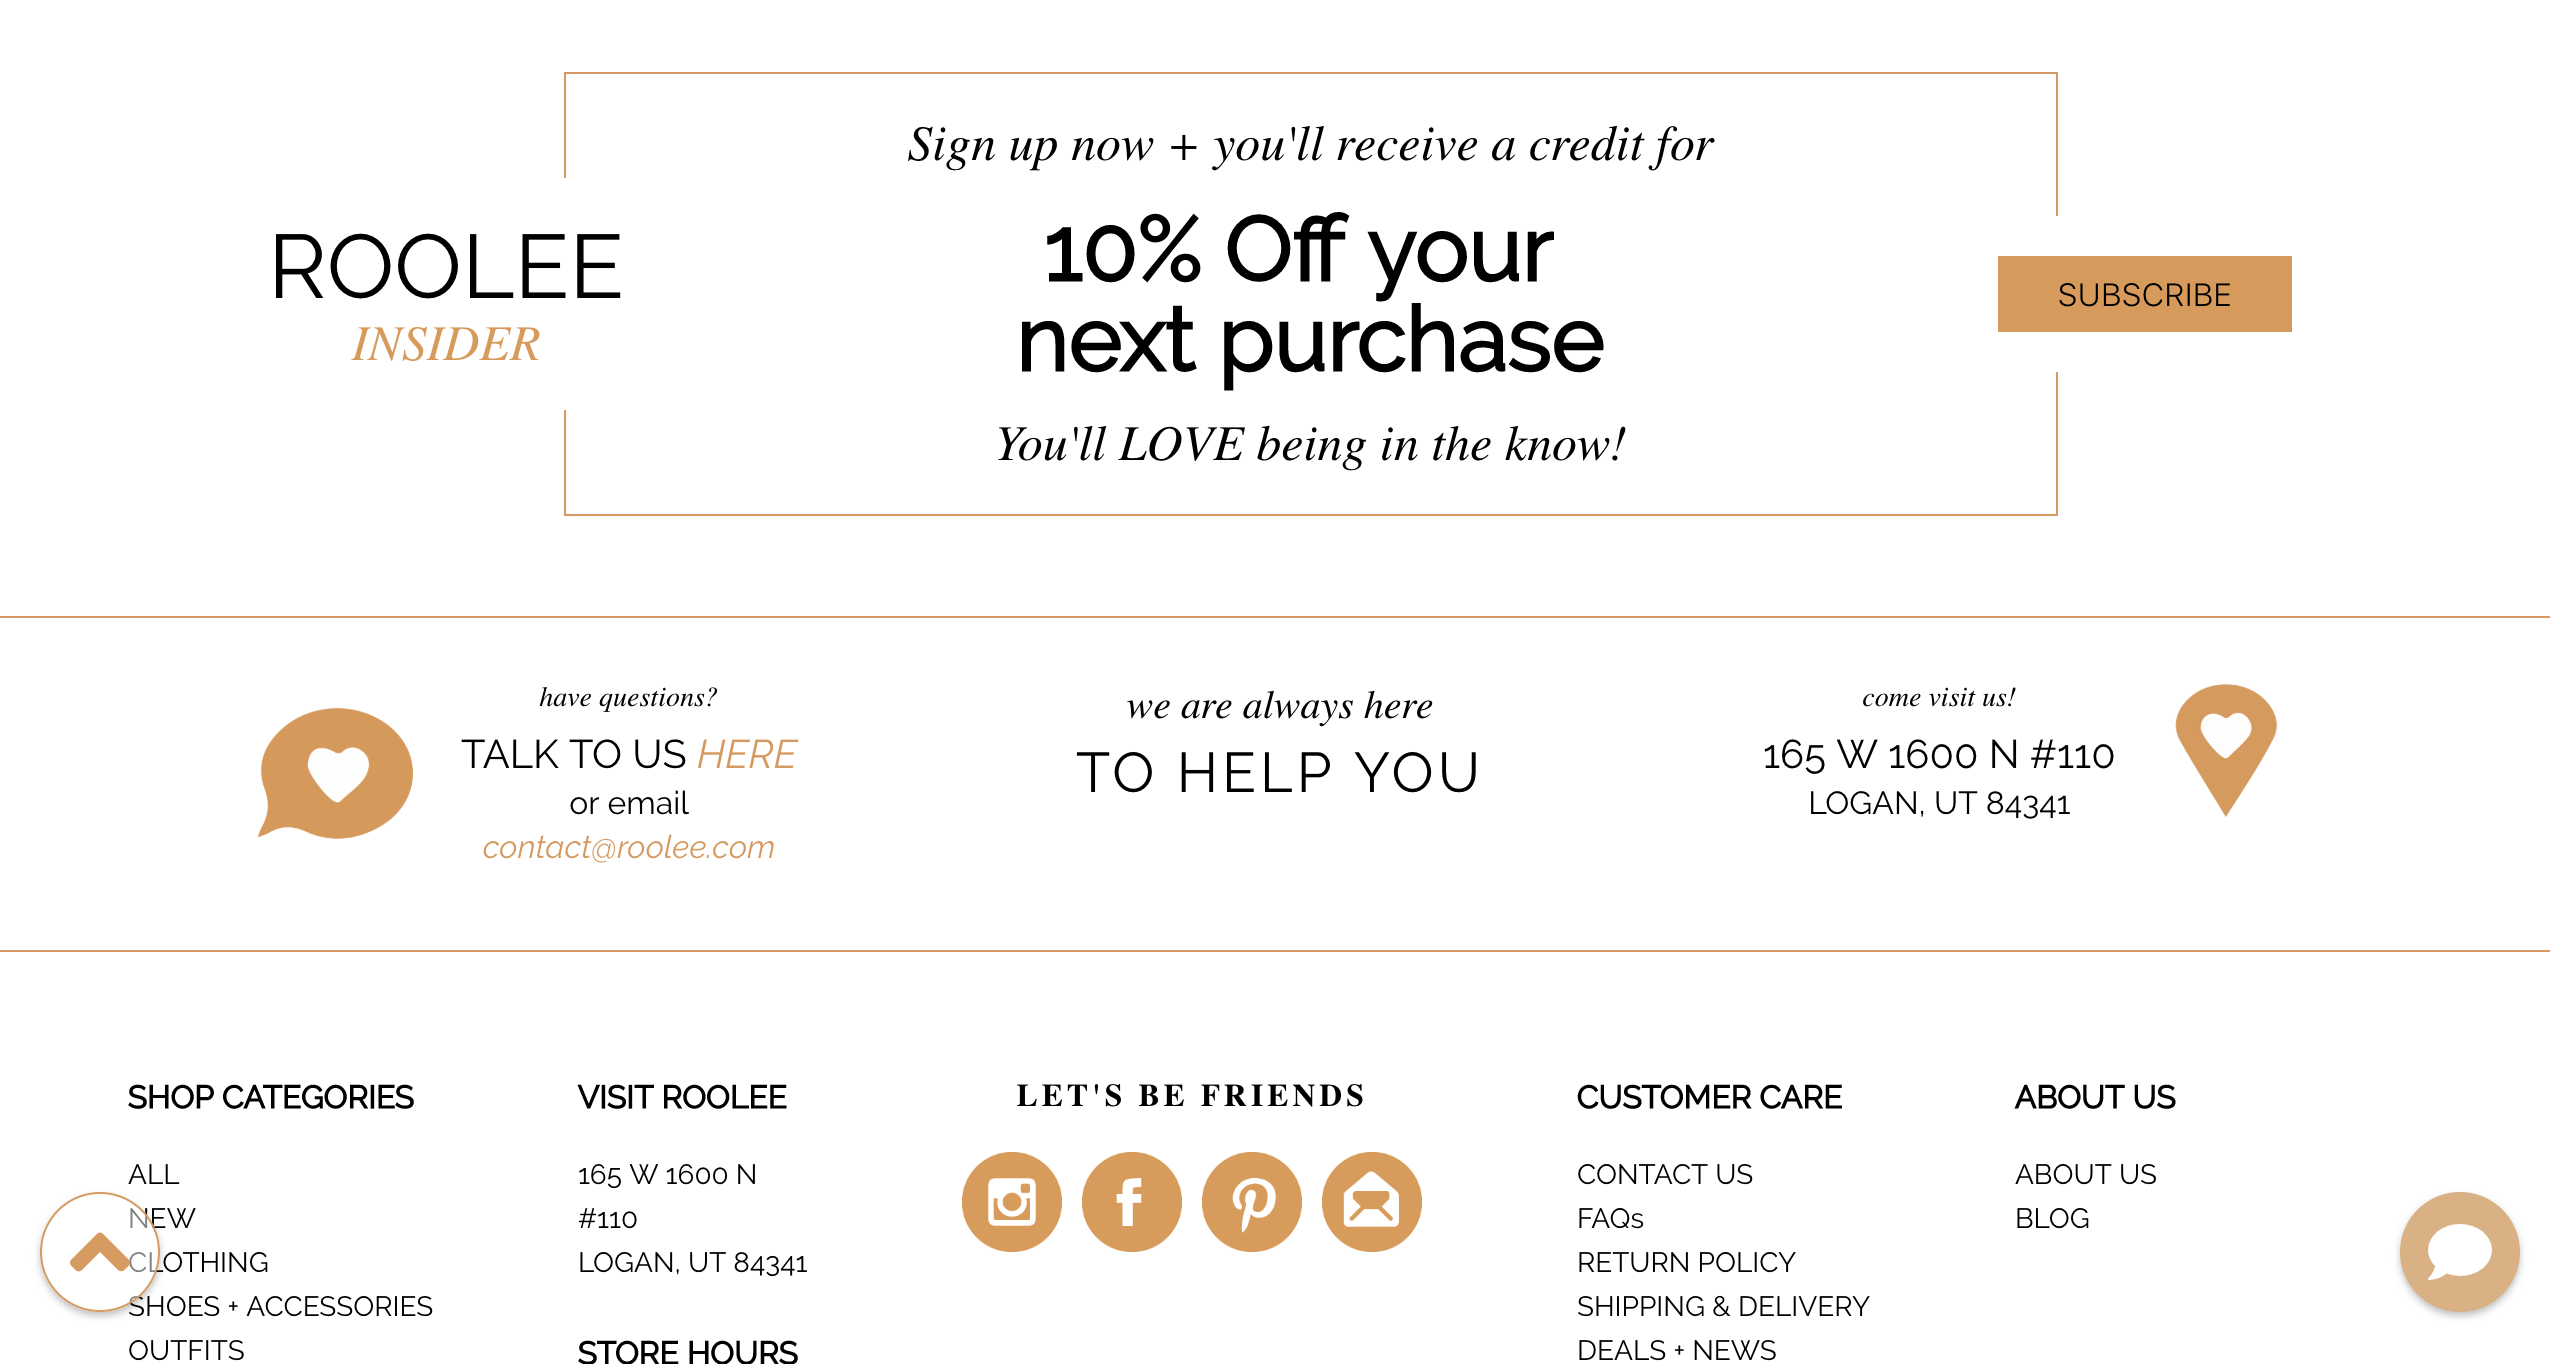 Sign up now + you'll receive a credit for
ROOLEE
INSIDER
10% Off your
next purchase
SUBSCRIBE
You'll LOVE being in the know!
have questions?
TALK TO US HERE
or email
contact@roolee.com
we are always here
TO HELP YOU
come visit us!
165 W 1600 N #110
LOGAN, UT 84341
SHOP CATEGORIES
ALL
NEW
CLOTHING
SHOES + ACCESSORIES
OUTFITS
VISIT ROOLEE
165 W 1600 N
#110
LOGAN, UT 84341
STORE HOURS
LET'S BE FRIENDS
CUSTOMER CARE
CONTACT US
FAQs
RETURN POLICY
SHIPPING & DELIVERY
DEALS + NEWS
ABOUT US
ABOUT US
BLOG